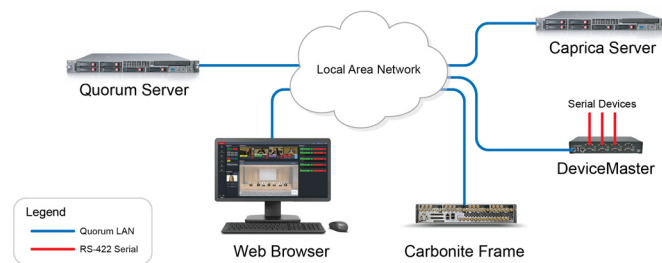 Local Area Network
Caprica Server
Quorum Server
Serial Devices
DeviceMaster
Legend
Quorum LAN
RS-422 Serial
Web Browser
Carbonite Frame